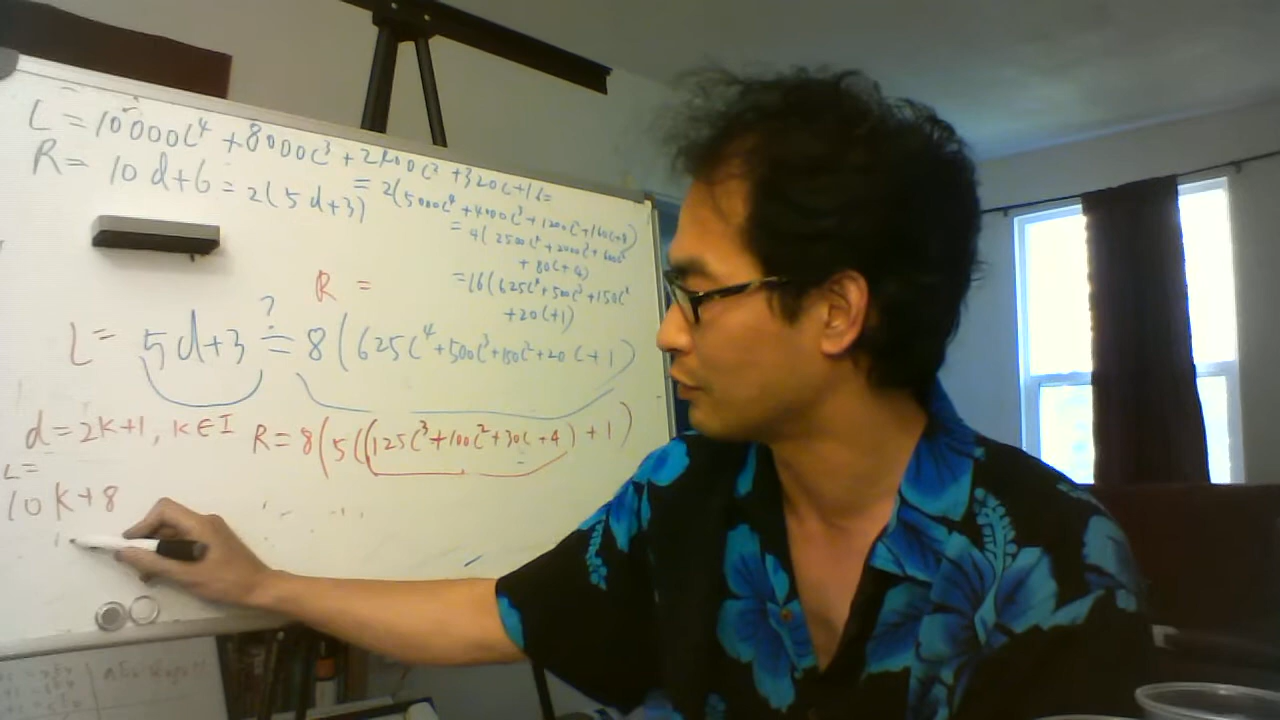 L = 10000C⁴ + 8000C³ + 2400C² + 320C + 16 =
R = 10d+6 = 2(5d+3)
= 2(5000C⁴ + 4000C³ + 1200C² + 160C + 8)
= 4(2500C⁴ + 2000C³ + 600C²
+ 80C + 4)
R =
= 16(625C⁴ + 500C³ + 150C²
+ 20C + 1)
?
L = 5d+3 = 8(625C⁴ + 500C³ + 150C² + 20C + 1)
d = 2k+1, k∈I R = 8(5C(125C³ + 100C² + 30C + 4) + 1)
L =
10k+8